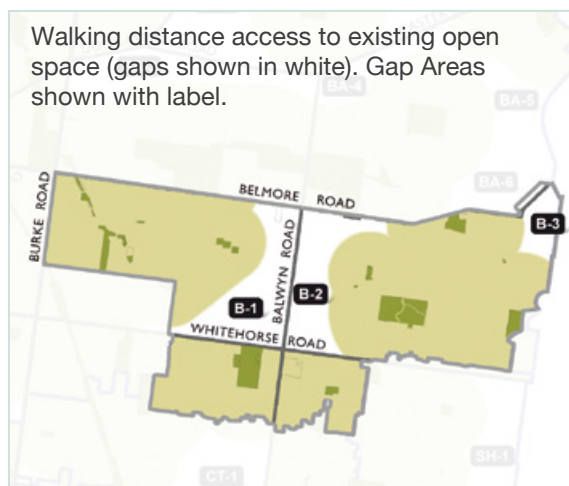 Walking distance access to existing open
space (gaps shown in white). Gap Areas
shown with label.
BA-4
BA-5
BA-6
BELMORE ROAD
B-3
BURKE ROAD
BALWYN ROAD
B-1
B-2
WHITEHORSE ROAD
SH-1
CT-1